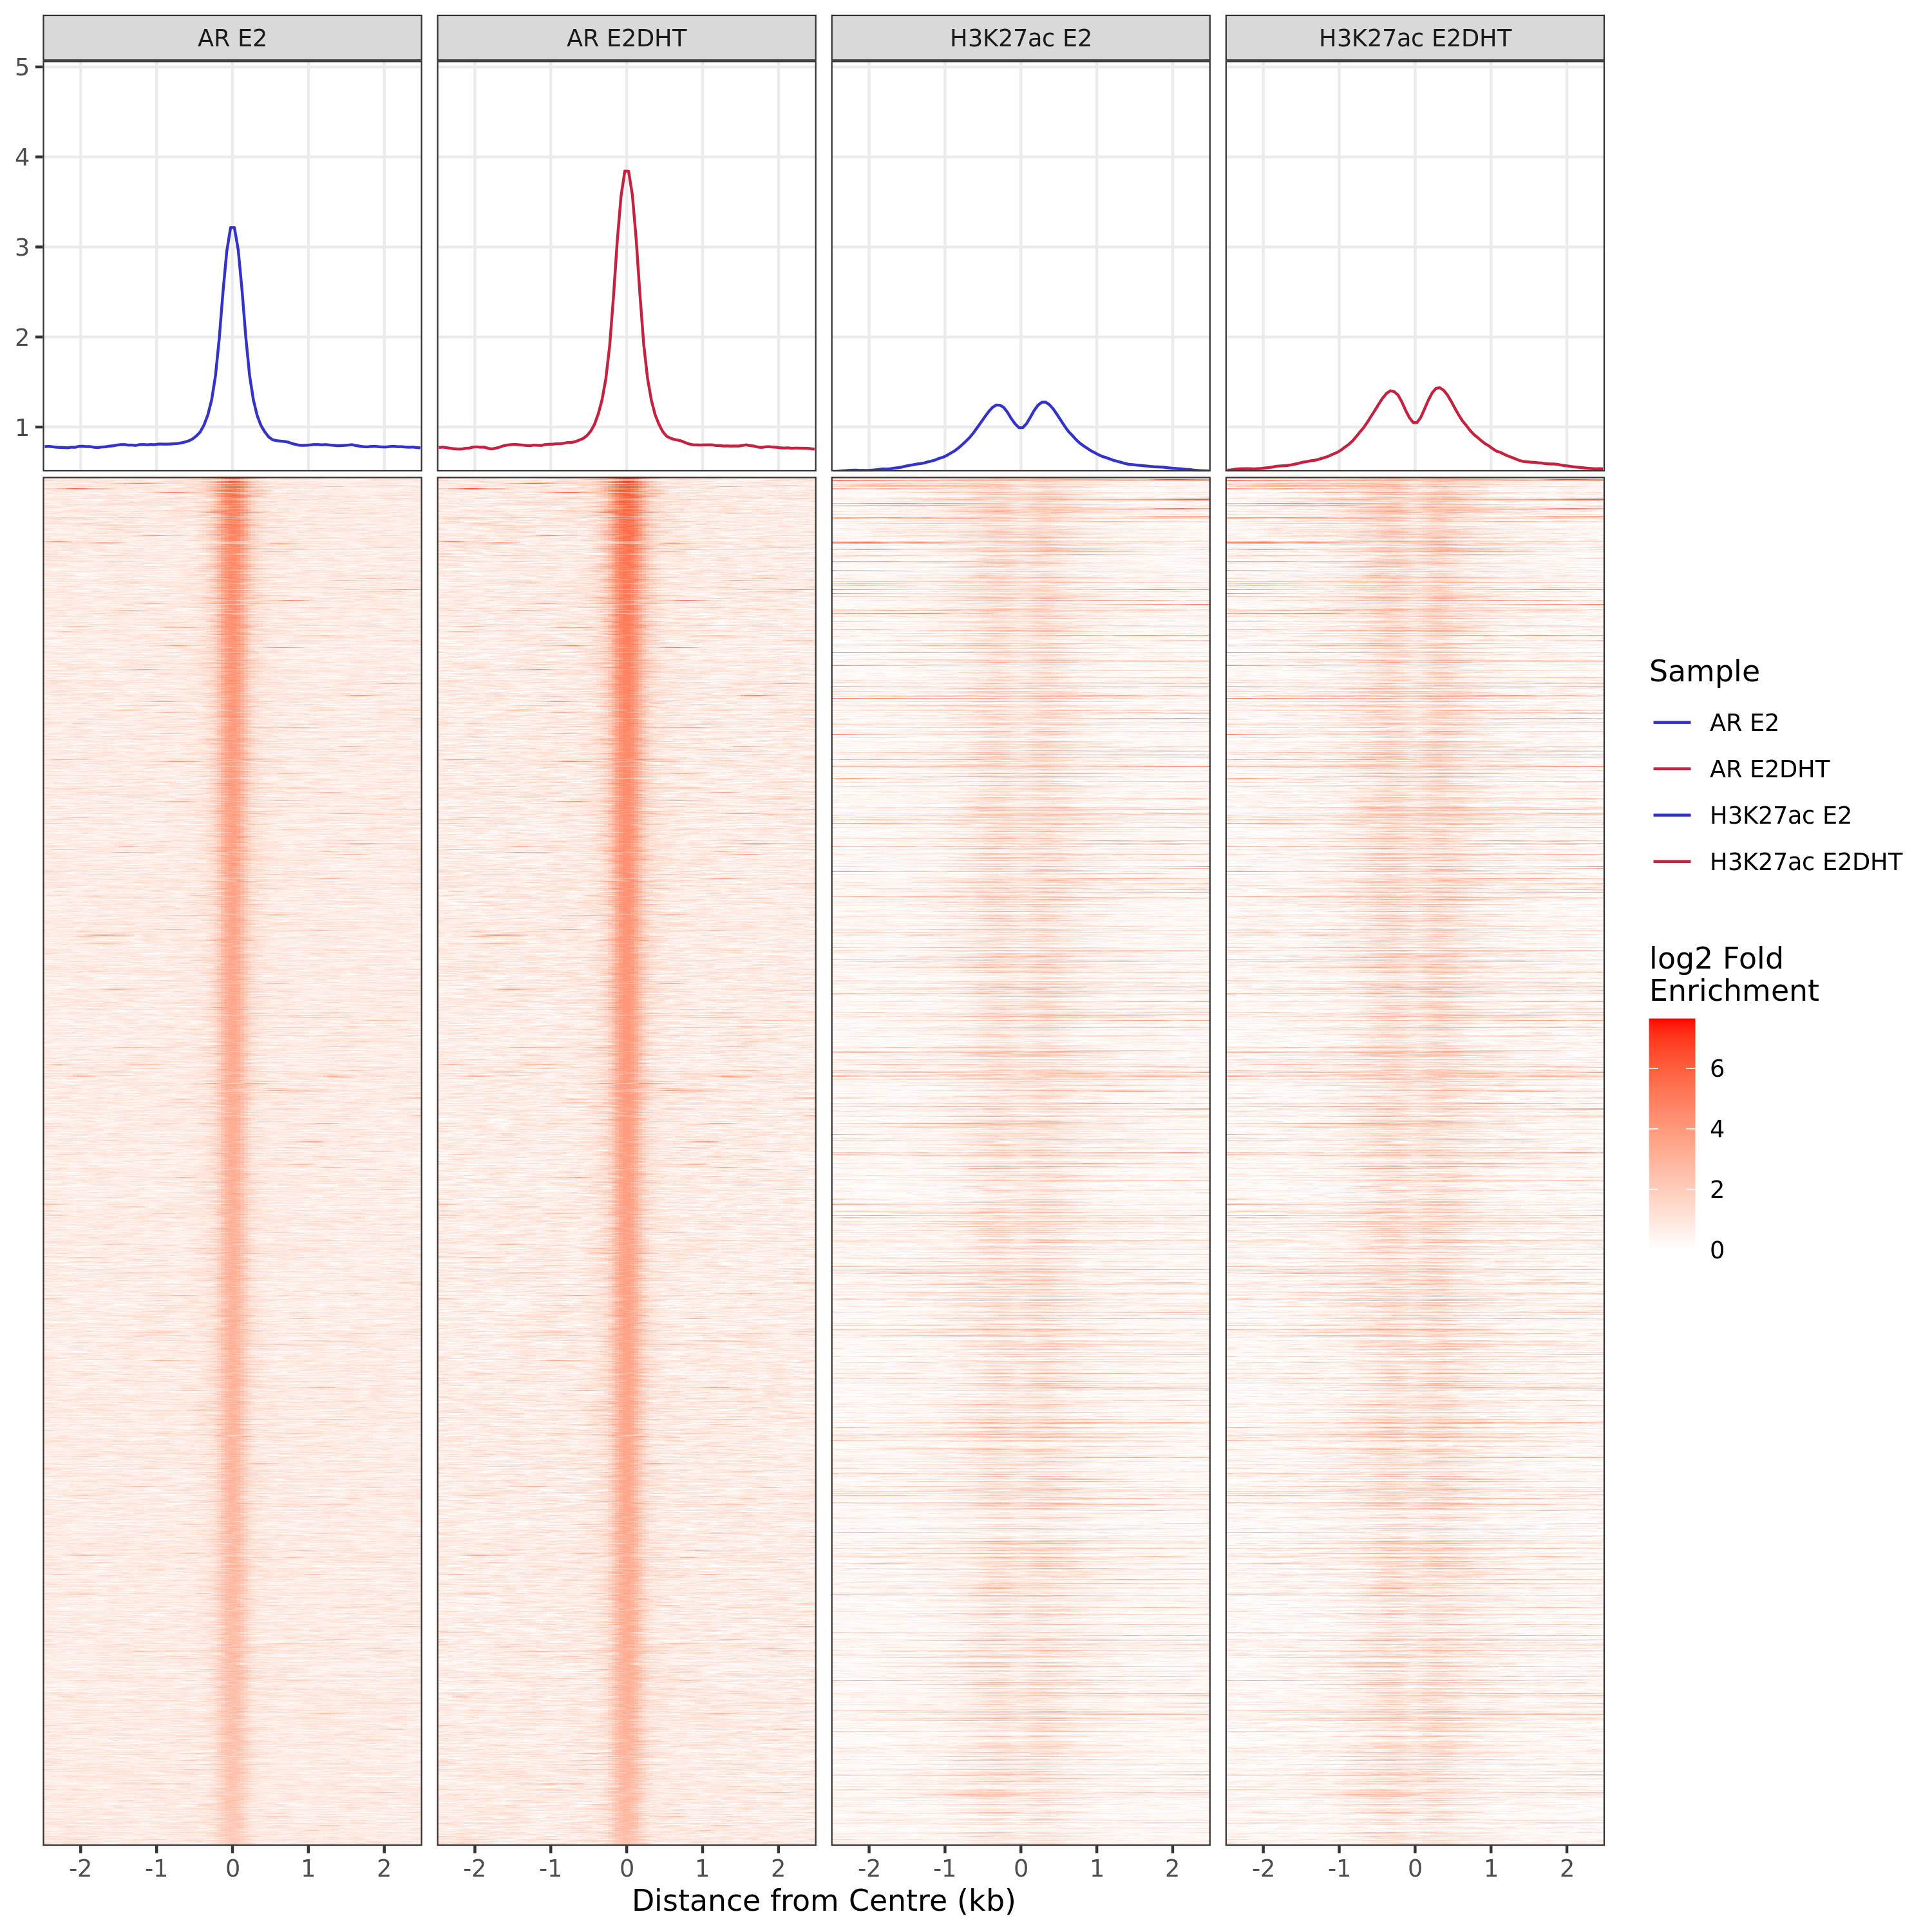 AR E2
AR E2DHT
H3K27ac E2
H3K27ac E2DHT
5
4
3
2
1
-2 -1 0 1 2
-2 -1 0 1 2
-2 -1 0 1 2
-2 -1 0 1 2
Distance from Centre (kb)
Sample
AR E2
AR E2DHT
H3K27ac E2
H3K27ac E2DHT
log2 Fold
Enrichment
6
4
2
0